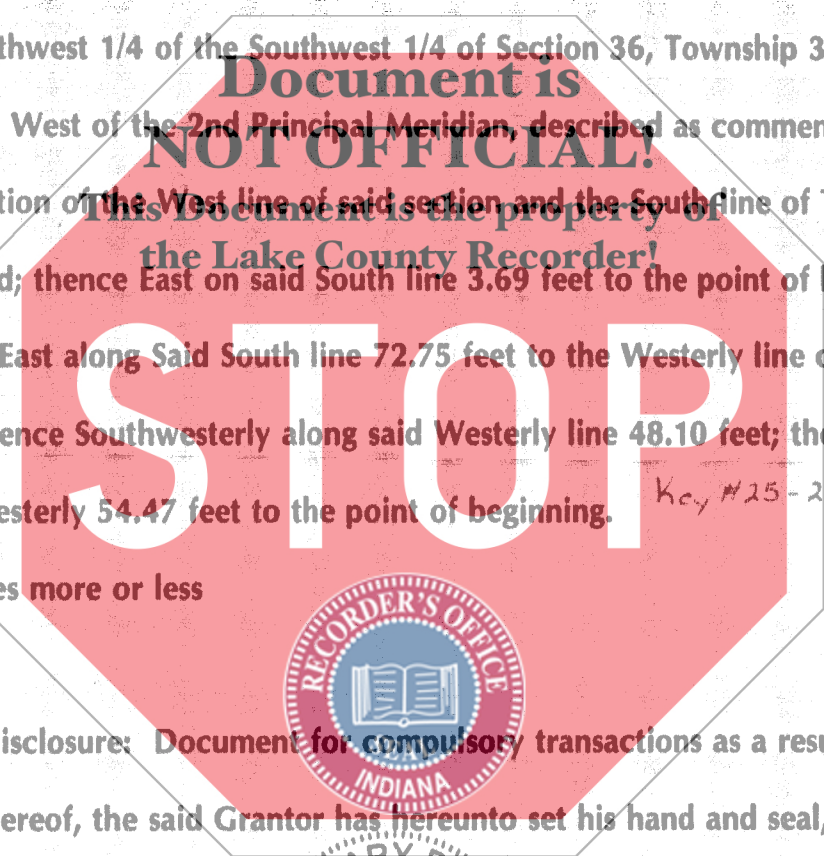 thwest 1/4 of the Southwest 1/4 of Section 36, Township 3
Document is
West of the 2nd Principal Meridian, described as commen
NOT OFFICIAL!
tion of the West line of said section and the South line of
This Document is the property of
the Lake County Recorder!
d; thence East on said South line 3.69 feet to the point of
East along Said South line 72.75 feet to the Westerly line
ence Southwesterly along said Westerly line 48.10 feet; the
STOP
Key #25-2
esterly 54.47 feet to the point of beginning.
es more or less
RECORDER'S OFFICE
SEAL
INDIANA
isclosure: Document for compulsory transactions as a resu
ereof, the said Grantor has hereunto set his hand and seal,